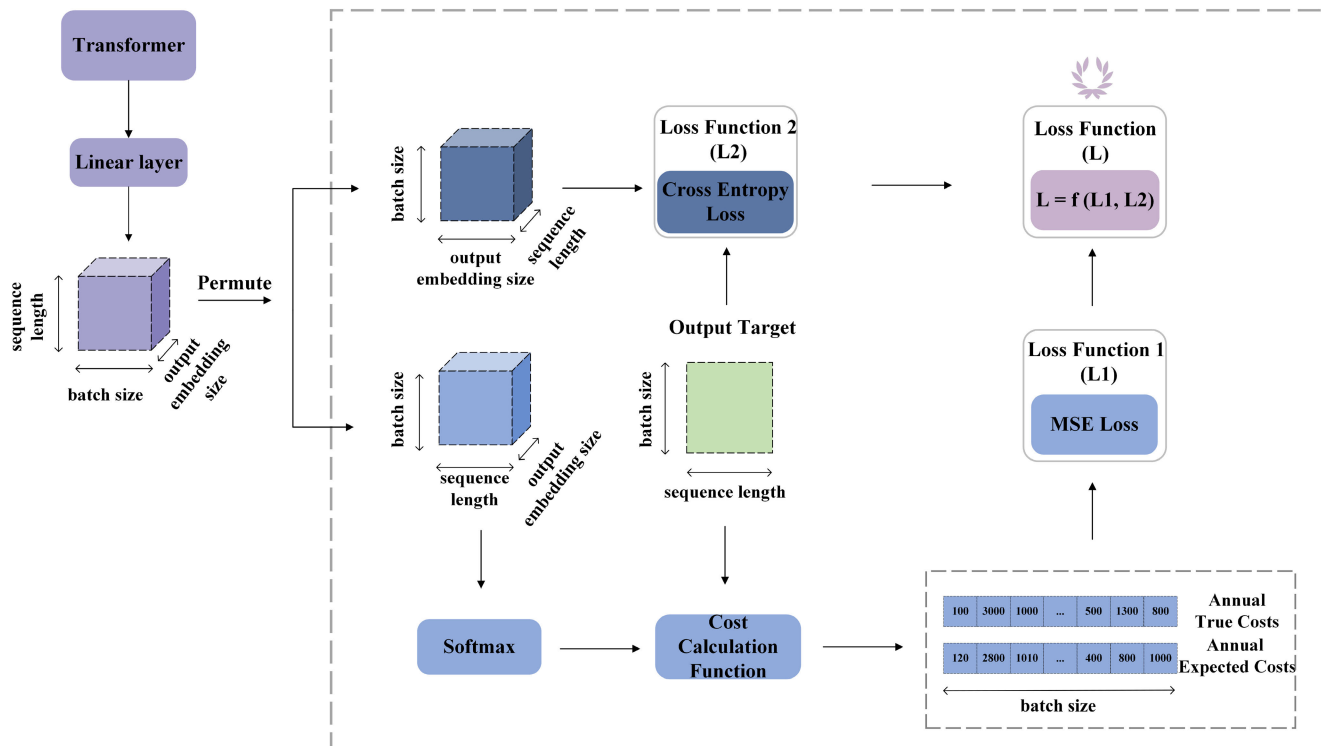 Transformer
Linear layer
sequence
length
batch size
output
embedding size
Permute
batch size
output
embedding size
sequence
length
batch size
sequence
length
output
embedding size
Softmax
Loss Function 2
(L2)
Cross Entropy
Loss
Output Target
batch size
sequence length
Cost
Calculation
Function
Loss Function
(L)
L = f (L1, L2)
Loss Function 1
(L1)
MSE Loss
100 3000 1000 ... 500 1300 800
Annual
True Costs
120 2800 1010 ... 400 800 1000
Annual
Expected Costs
batch size